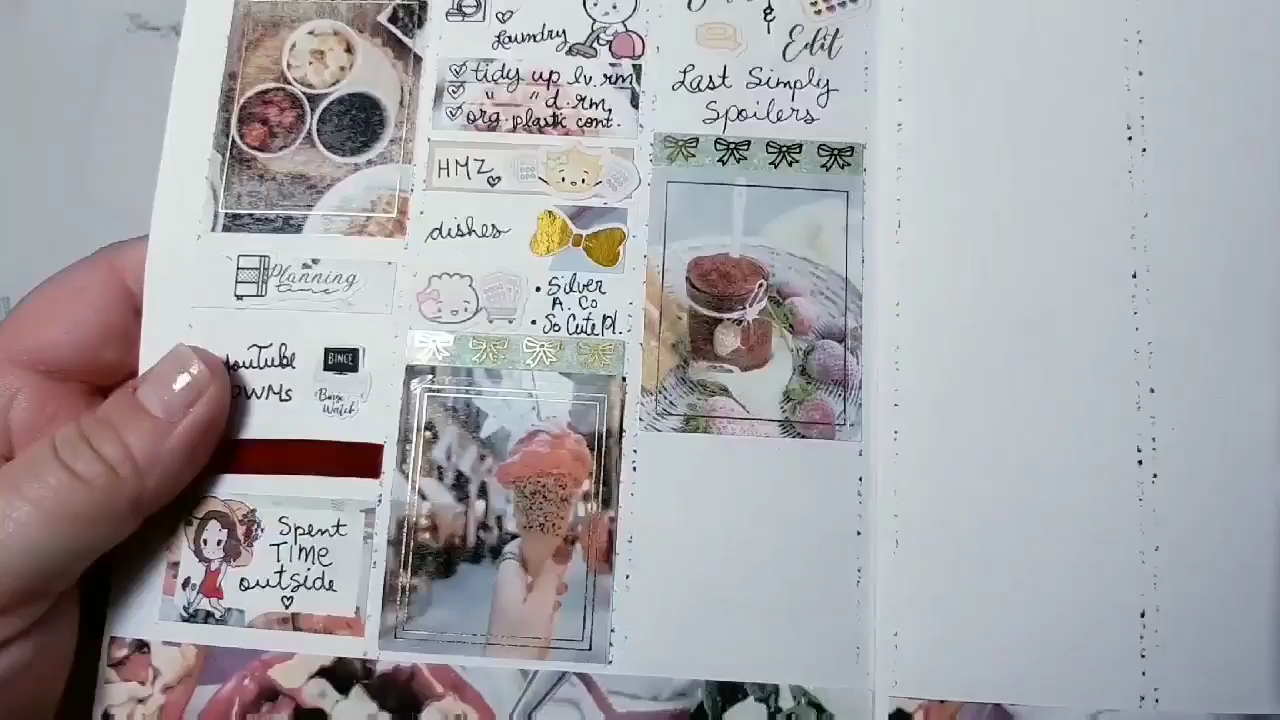 Planning
YouTube
BINGE
Binge
Watch
Spent
Time
outside
Laundry
tidy up lv. rm
" " d. rm
org. plastic cont.
HMZ
dishes
• Silver
A. Co
• So Cute Pl.
&
Edit
Last Simply
Spoilers